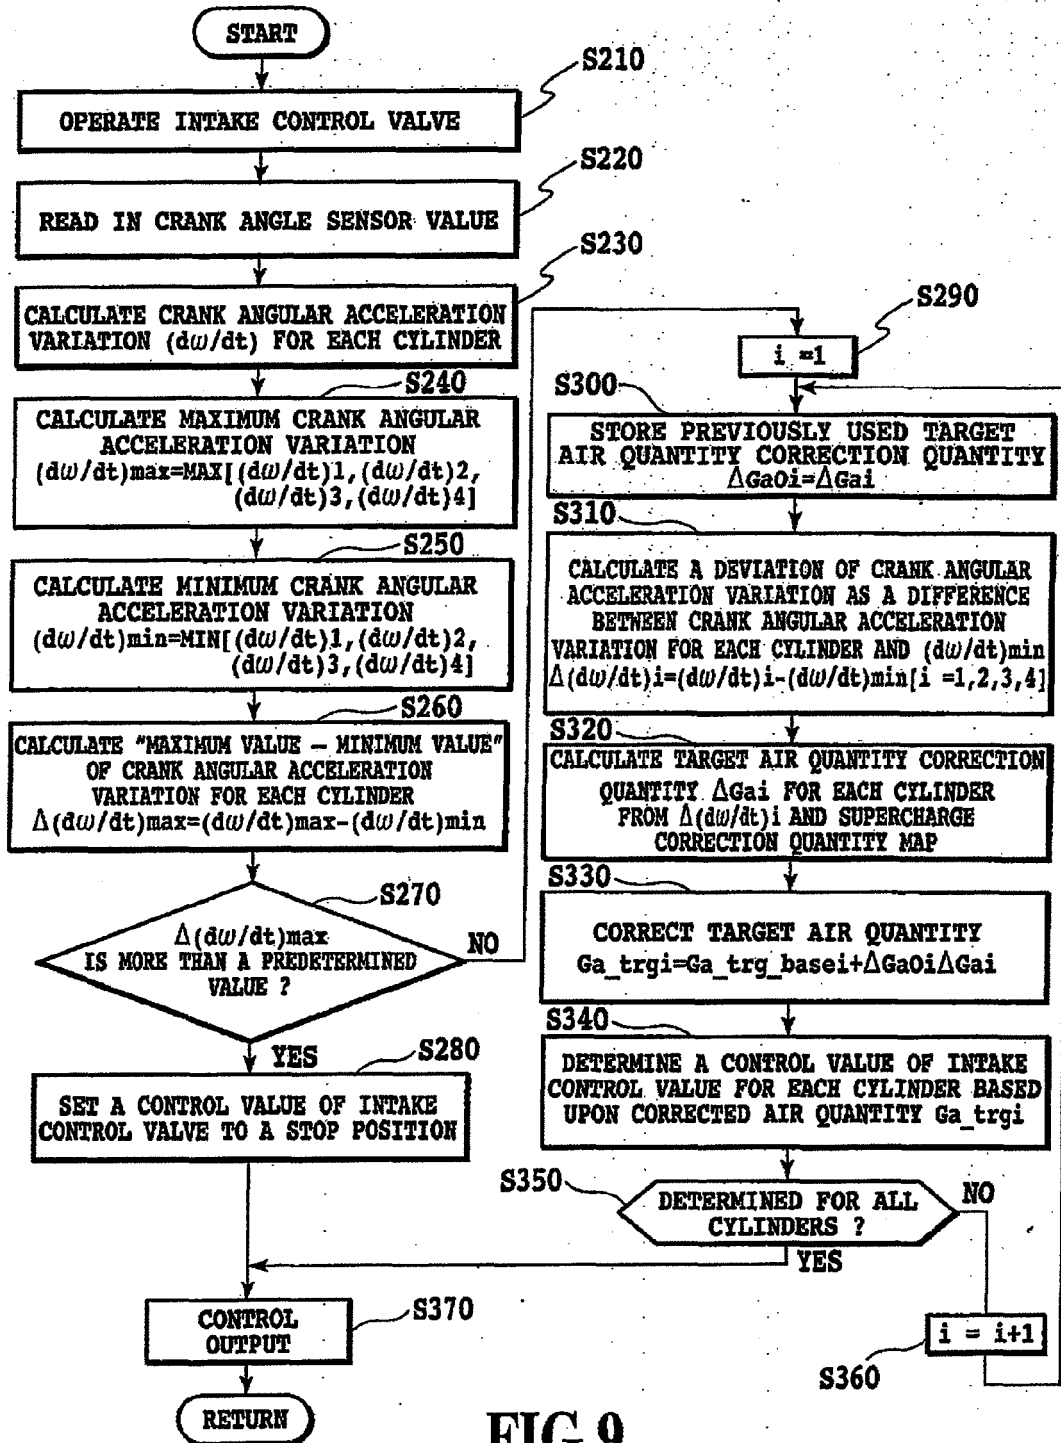 START
S210
OPERATE INTAKE CONTROL VALVE
S220
READ IN CRANK ANGLE SENSOR VALUE
S230
CALCULATE CRANK ANGULAR ACCELERATION
VARIATION (dω/dt) FOR EACH CYLINDER
S240
CALCULATE MAXIMUM CRANK ANGULAR
ACCELERATION VARIATION
(dω/dt)max=MAX[(dω/dt)1,(dω/dt)2,
(dω/dt)3,(dω/dt)4]
S250
CALCULATE MINIMUM CRANK ANGULAR
ACCELERATION VARIATION
(dω/dt)min=MIN[(dω/dt)1,(dω/dt)2,
(dω/dt)3,(dω/dt)4]
S260
CALCULATE "MAXIMUM VALUE – MINIMUM VALUE"
OF CRANK ANGULAR ACCELERATION
VARIATION FOR EACH CYLINDER
Δ(dω/dt)max=(dω/dt)max-(dω/dt)min
S270
Δ(dω/dt)max
IS MORE THAN A PREDETERMINED
VALUE ?
NO
YES
S280
SET A CONTROL VALUE OF INTAKE
CONTROL VALVE TO A STOP POSITION
S290
i =1
S300
STORE PREVIOUSLY USED TARGET
AIR QUANTITY CORRECTION QUANTITY
ΔGaOi=ΔGai
S310
CALCULATE A DEVIATION OF CRANK ANGULAR
ACCELERATION VARIATION AS A DIFFERENCE
BETWEEN CRANK ANGULAR ACCELERATION
VARIATION FOR EACH CYLINDER AND (dω/dt)min
Δ(dω/dt)i=(dω/dt)i-(dω/dt)min[i =1,2,3,4]
S320
CALCULATE TARGET AIR QUANTITY CORRECTION
QUANTITY ΔGai FOR EACH CYLINDER
FROM Δ(dω/dt)i AND SUPERCHARGE
CORRECTION QUANTITY MAP
S330
CORRECT TARGET AIR QUANTITY
Ga_trgi=Ga_trg_basei+ΔGaOiΔGai
S340
DETERMINE A CONTROL VALUE OF INTAKE
CONTROL VALUE FOR EACH CYLINDER BASED
UPON CORRECTED AIR QUANTITY Ga_trgi
S350
DETERMINED FOR ALL
CYLINDERS ?
NO
YES
i = i+1
S360
CONTROL
OUTPUT
S370
RETURN
FIG.9